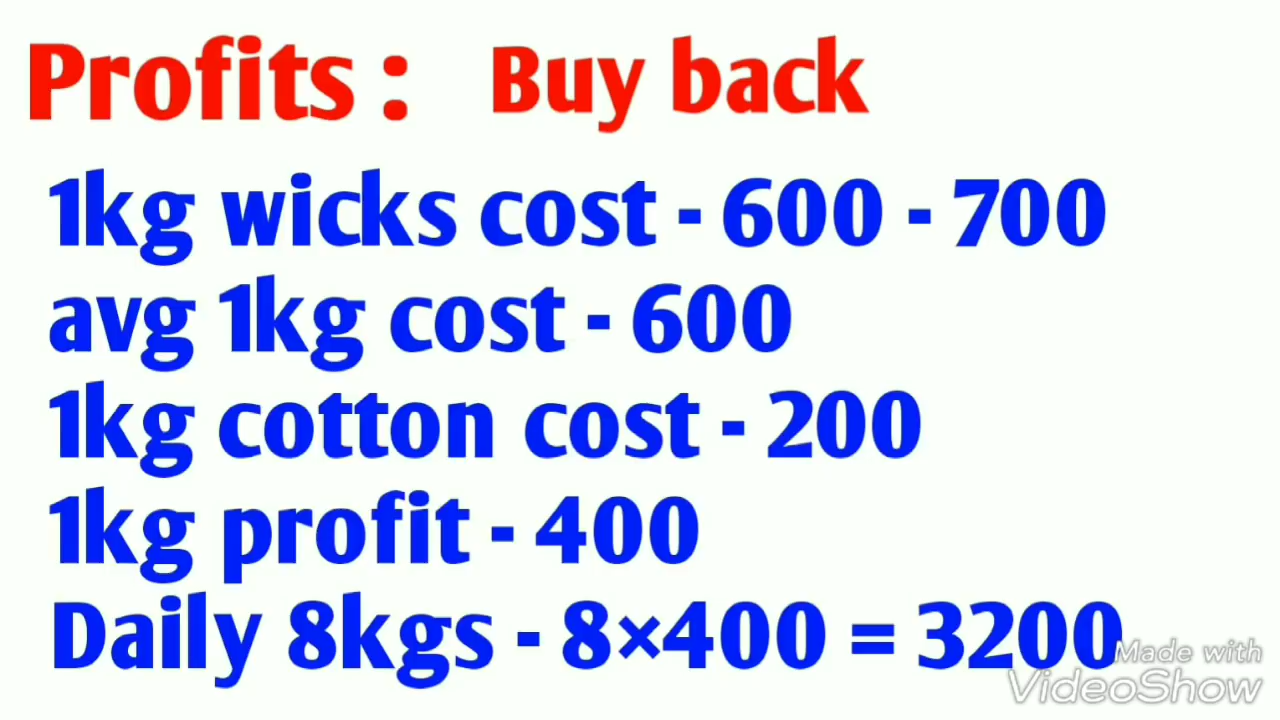 Profits : Buy back
1kg wicks cost - 600 - 700
avg 1kg cost - 600
1kg cotton cost - 200
1kg profit - 400
Daily 8kgs - 8×400 = 3200
Made with
VideoShow